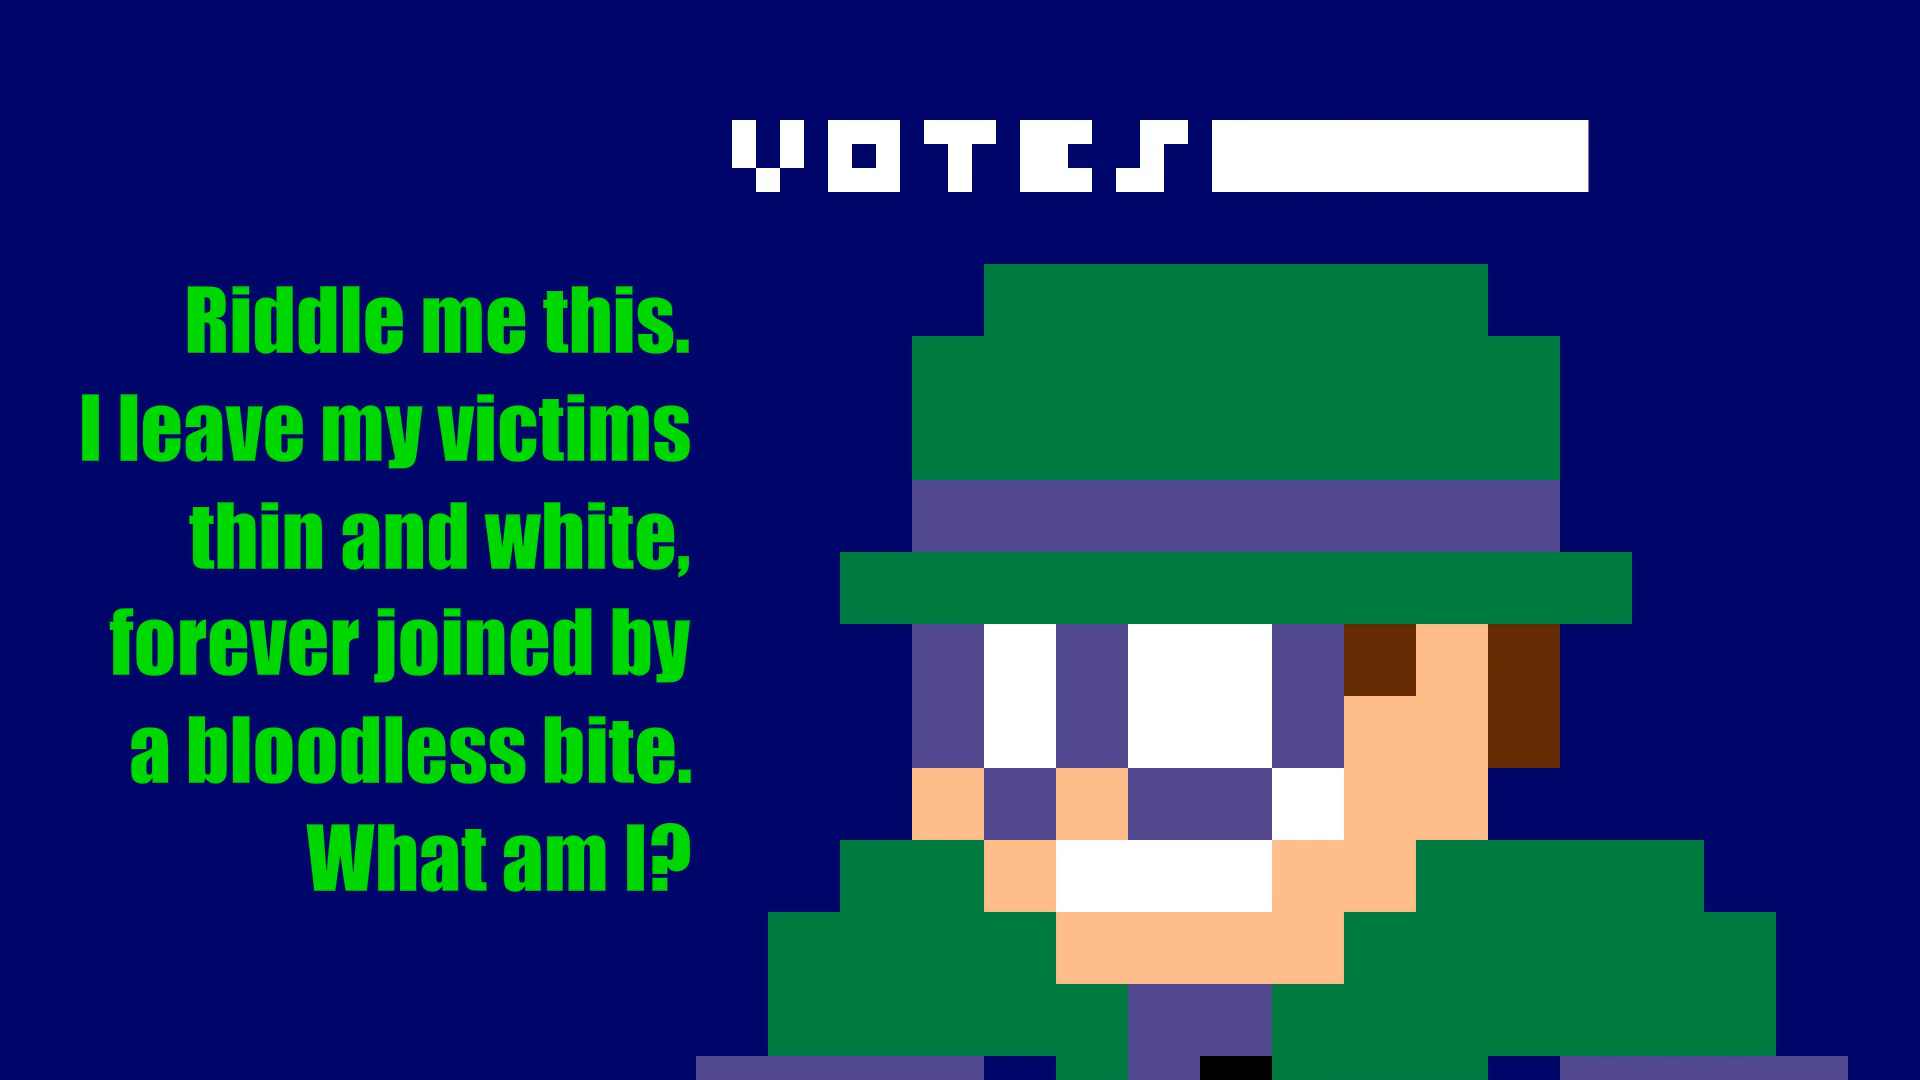 VOTES
Riddle me this.
I leave my victims
thin and white,
forever joined by
a bloodless bite.
What am I?